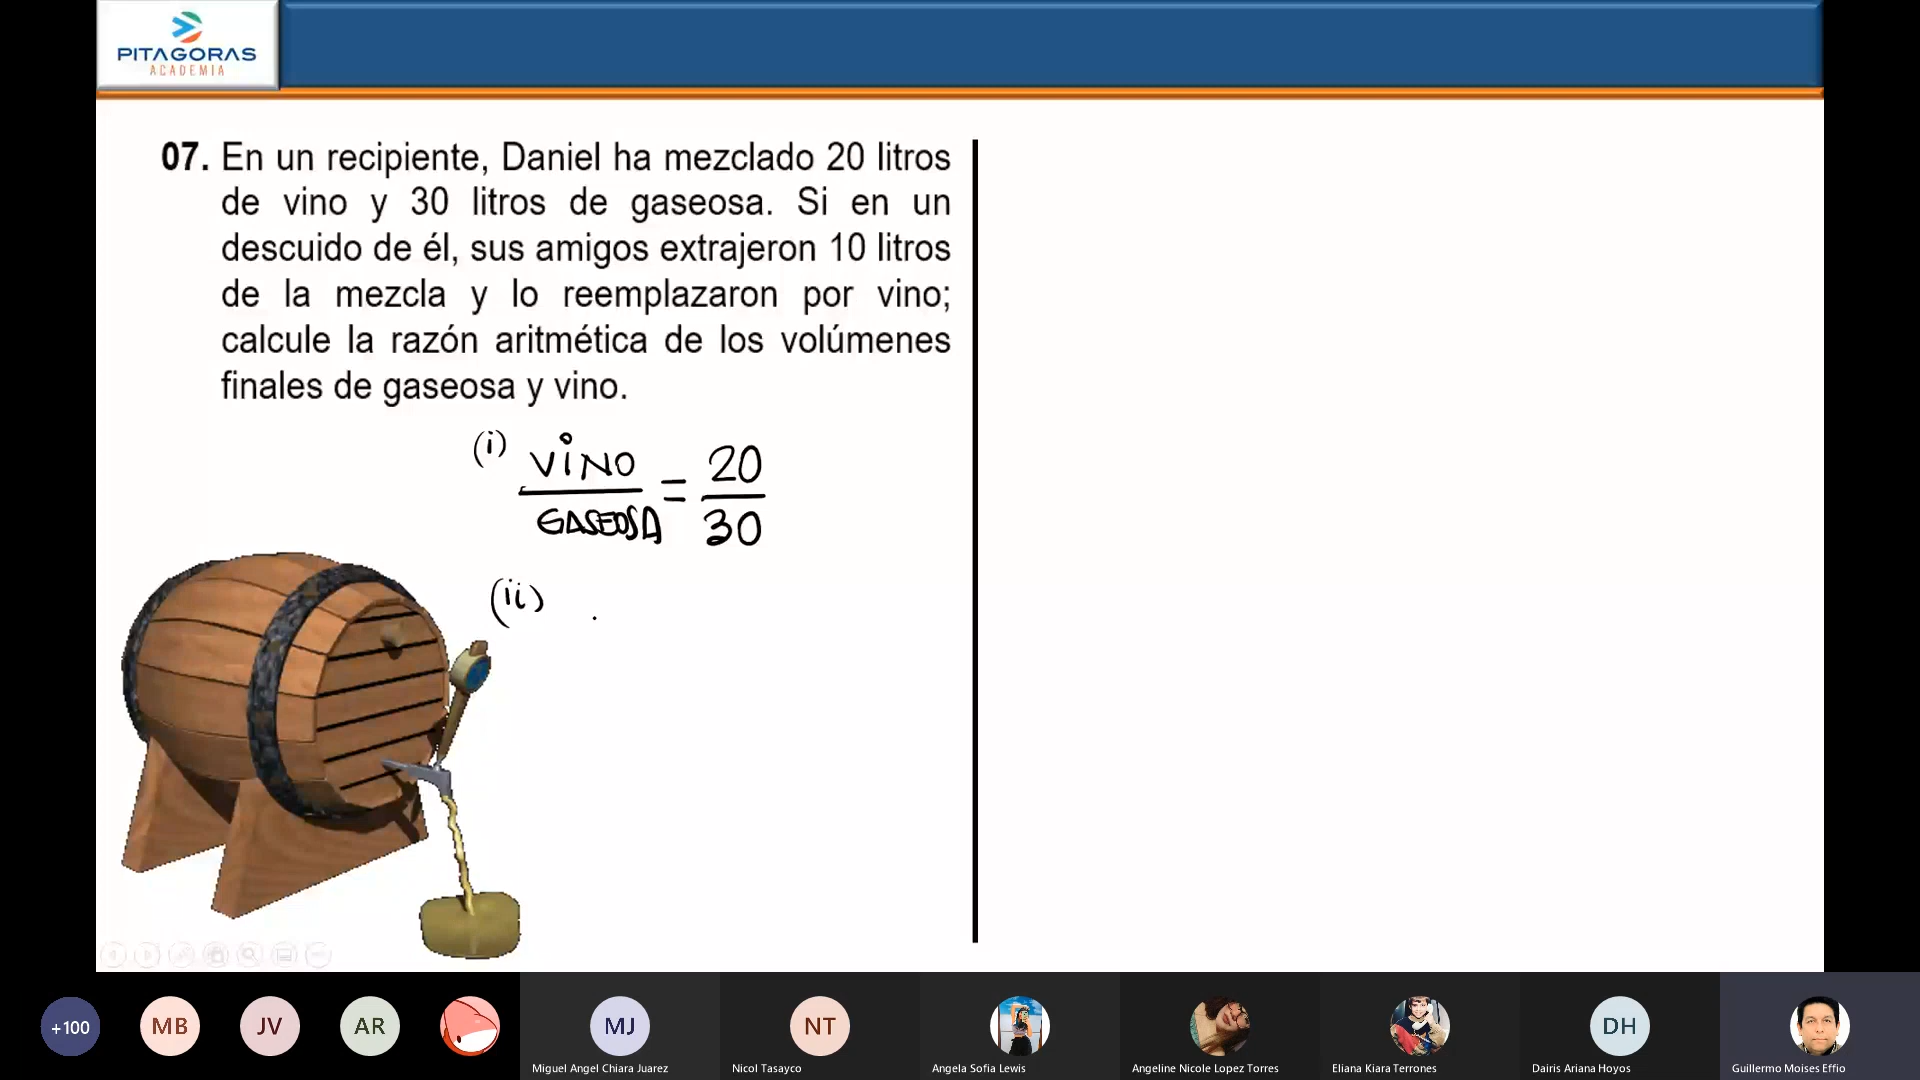 PITAGORAS
ACADEMIA
07. En un recipiente, Daniel ha mezclado 20 litros
de vino y 30 litros de gaseosa. Si en un
descuido de él, sus amigos extrajeron 10 litros
de la mezcla y lo reemplazaron por vino;
calcule la razón aritmética de los volúmenes
finales de gaseosa y vino.
(i) VINO / GASEOSA = 20 / 30
(ii)
+100
MB
JV
AR
MJ
NT
DH
Miguel Angel Chiara Juarez
Nicol Tasayco
Angela Sofia Lewis
Angeline Nicole Lopez Torres
Eliana Kiara Terrones
Dairis Ariana Hoyos
Guillermo Moises Effio